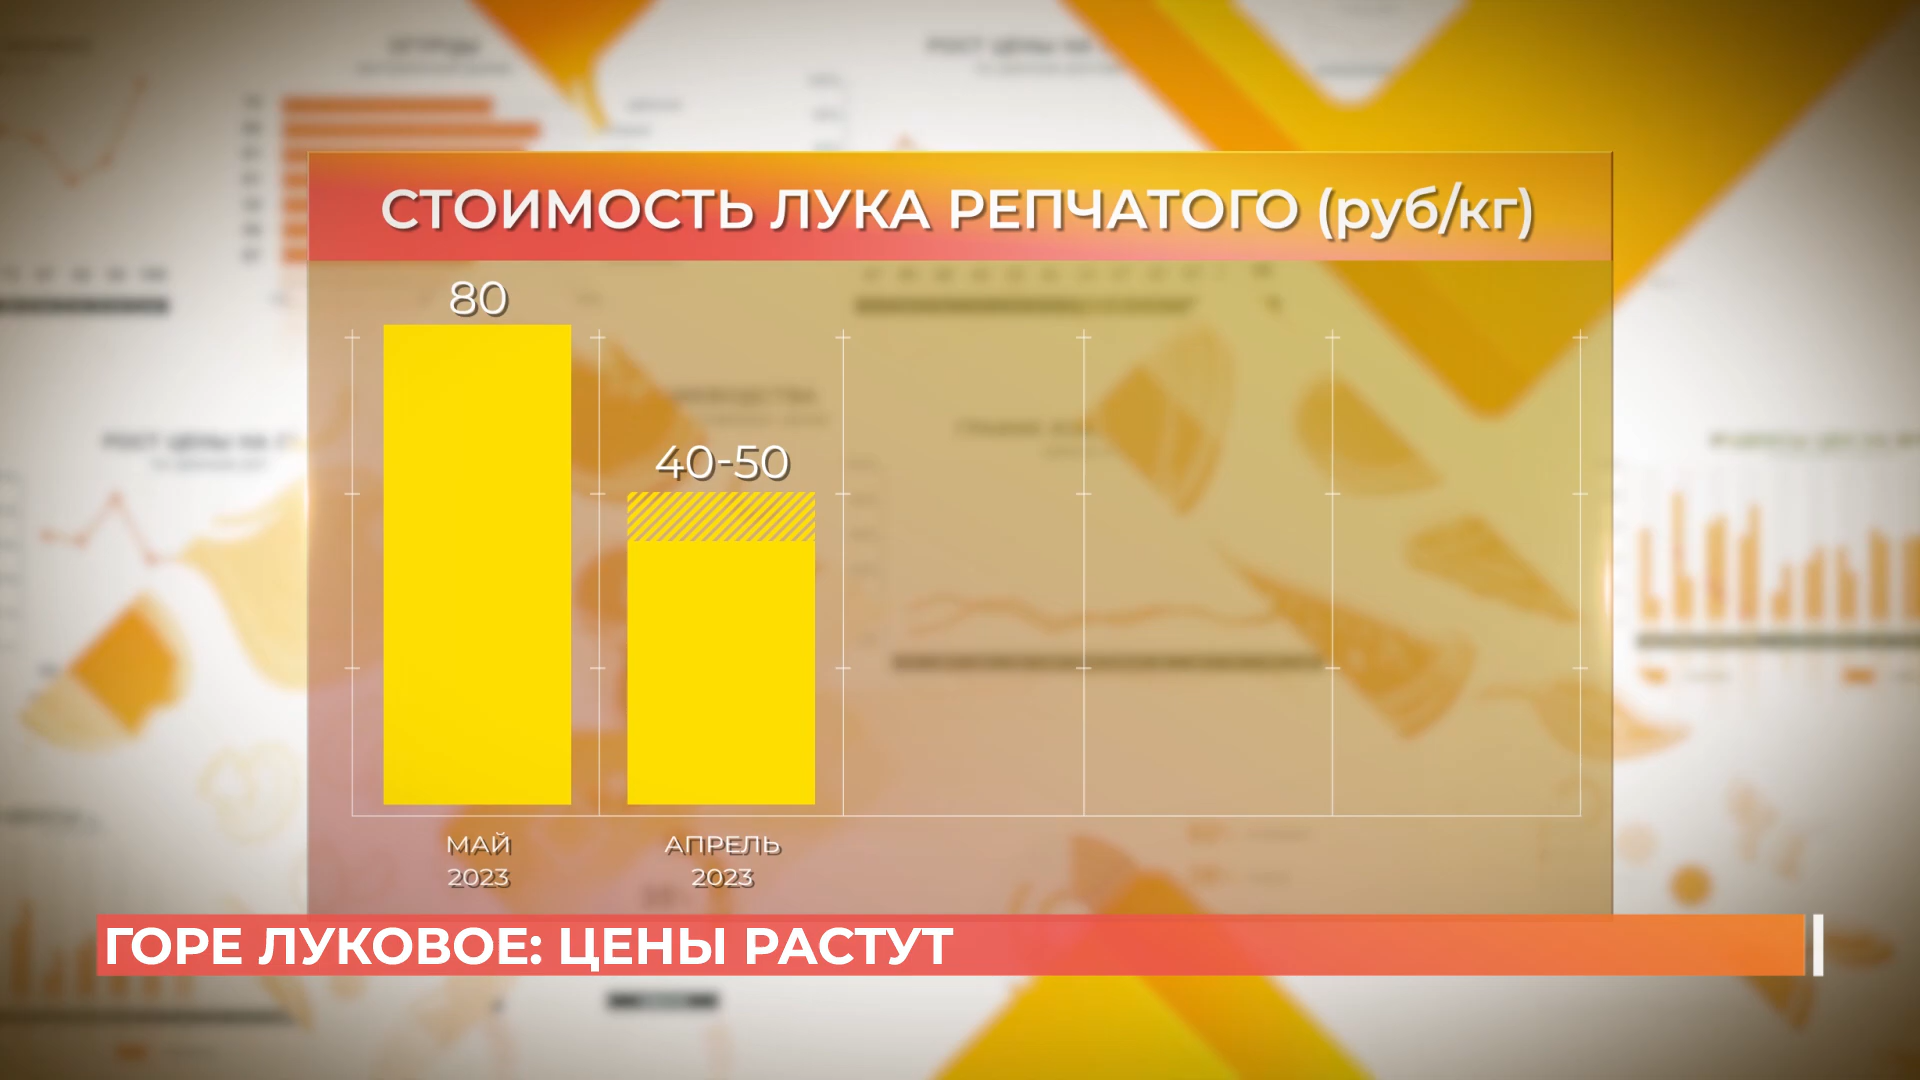 СТОИМОСТЬ ЛУКА РЕПЧАТОГО (руб/кг)
80
40-50
МАЙ
2023
АПРЕЛЬ
2023
ГОРЕ ЛУКОВОЕ: ЦЕНЫ РАСТУТ